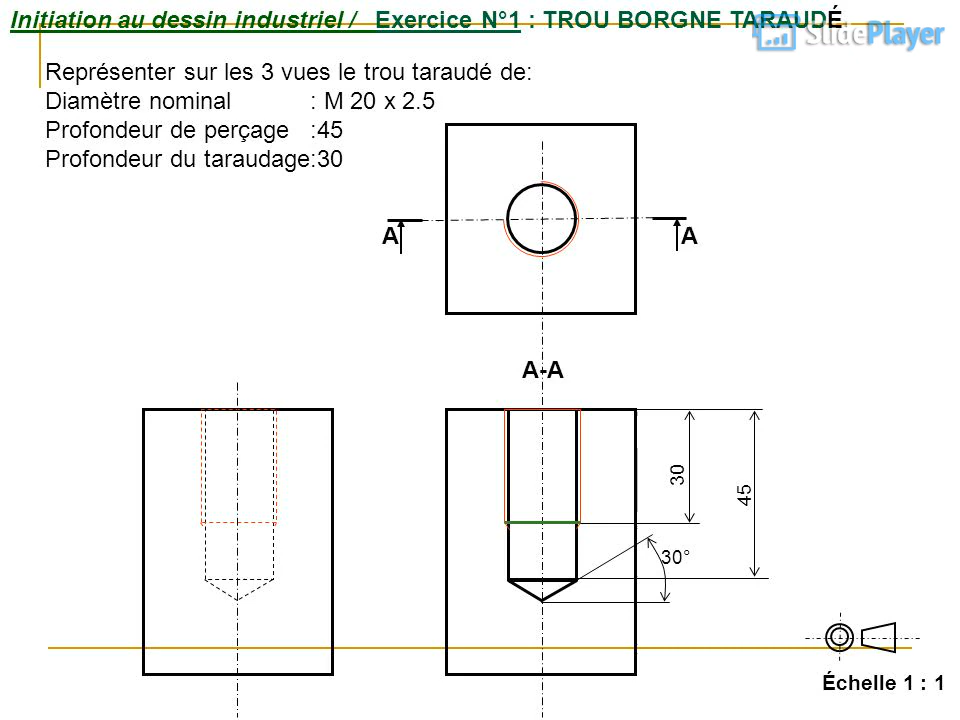 Initiation au dessin industriel / Exercice N°1 : TROU BORGNE TARAUDÉ
SlidePlayer
Représenter sur les 3 vues le trou taraudé de:
Diamètre nominal : M 20 x 2.5
Profondeur de perçage :45
Profondeur du taraudage:30
A A
A-A
30
45
30°
Échelle 1 : 1